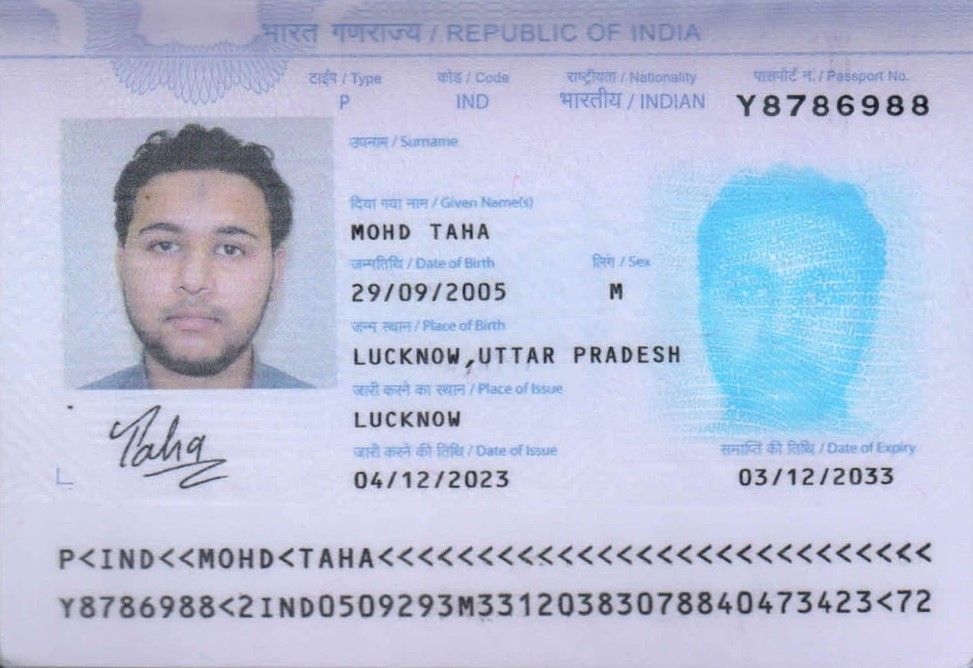 भारत गणराज्य / REPUBLIC OF INDIA
टाईप / Type कोड / Code राष्ट्रीयता / Nationality पासपोर्ट न. / Passport No.
P IND भारतीय / INDIAN Y8786988
उपनाम / Surname
दिया गया नाम / Given Name(s)
MOHD TAHA
जन्मतिथि / Date of Birth लिंग / Sex
29/09/2005 M
जन्म स्थान / Place of Birth
LUCKNOW,UTTAR PRADESH
जारी करने का स्थान / Place of Issue
LUCKNOW
जारी करने की तिथि / Date of Issue समाप्ति की तिथि / Date of Expiry
04/12/2023 03/12/2033
Taha
P<IND<<MOHD<TAHA<<<<<<<<<<<<<<<<<<<<<<<<<<<<
Y8786988<2IND0509293M33120383078840473423<72